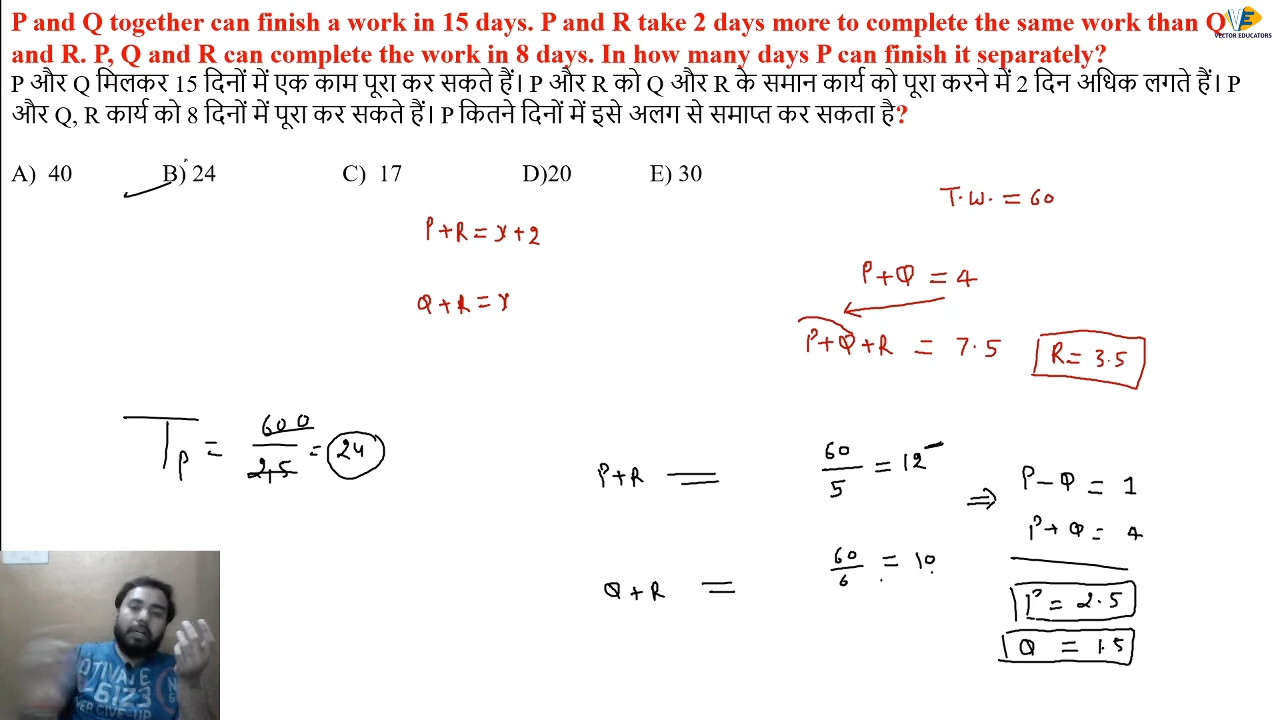 P and Q together can finish a work in 15 days. P and R take 2 days more to complete the same work than Q
and R. P, Q and R can complete the work in 8 days. In how many days P can finish it separately?
VECTOR EDUCATORS
P और Q मिलकर 15 दिनों में एक काम पूरा कर सकते हैं। P और R को Q और R के समान कार्य को पूरा करने में 2 दिन अधिक लगते हैं। P
और Q, R कार्य को 8 दिनों में पूरा कर सकते हैं। P कितने दिनों में इसे अलग से समाप्त कर सकता है?
A) 40 B) 24 C) 17 D)20 E) 30
T.W. = 60
P+R = x+2
P+Q = 4
Q+R = x
P+Q+R = 7.5 R= 3.5
Tp = 600/2.5 = 24
P+R = 60/5 = 12
⇒ P-Q = 1
P+Q = 4
Q+R = 60/6 = 10
P = 2.5
Q = 1.5